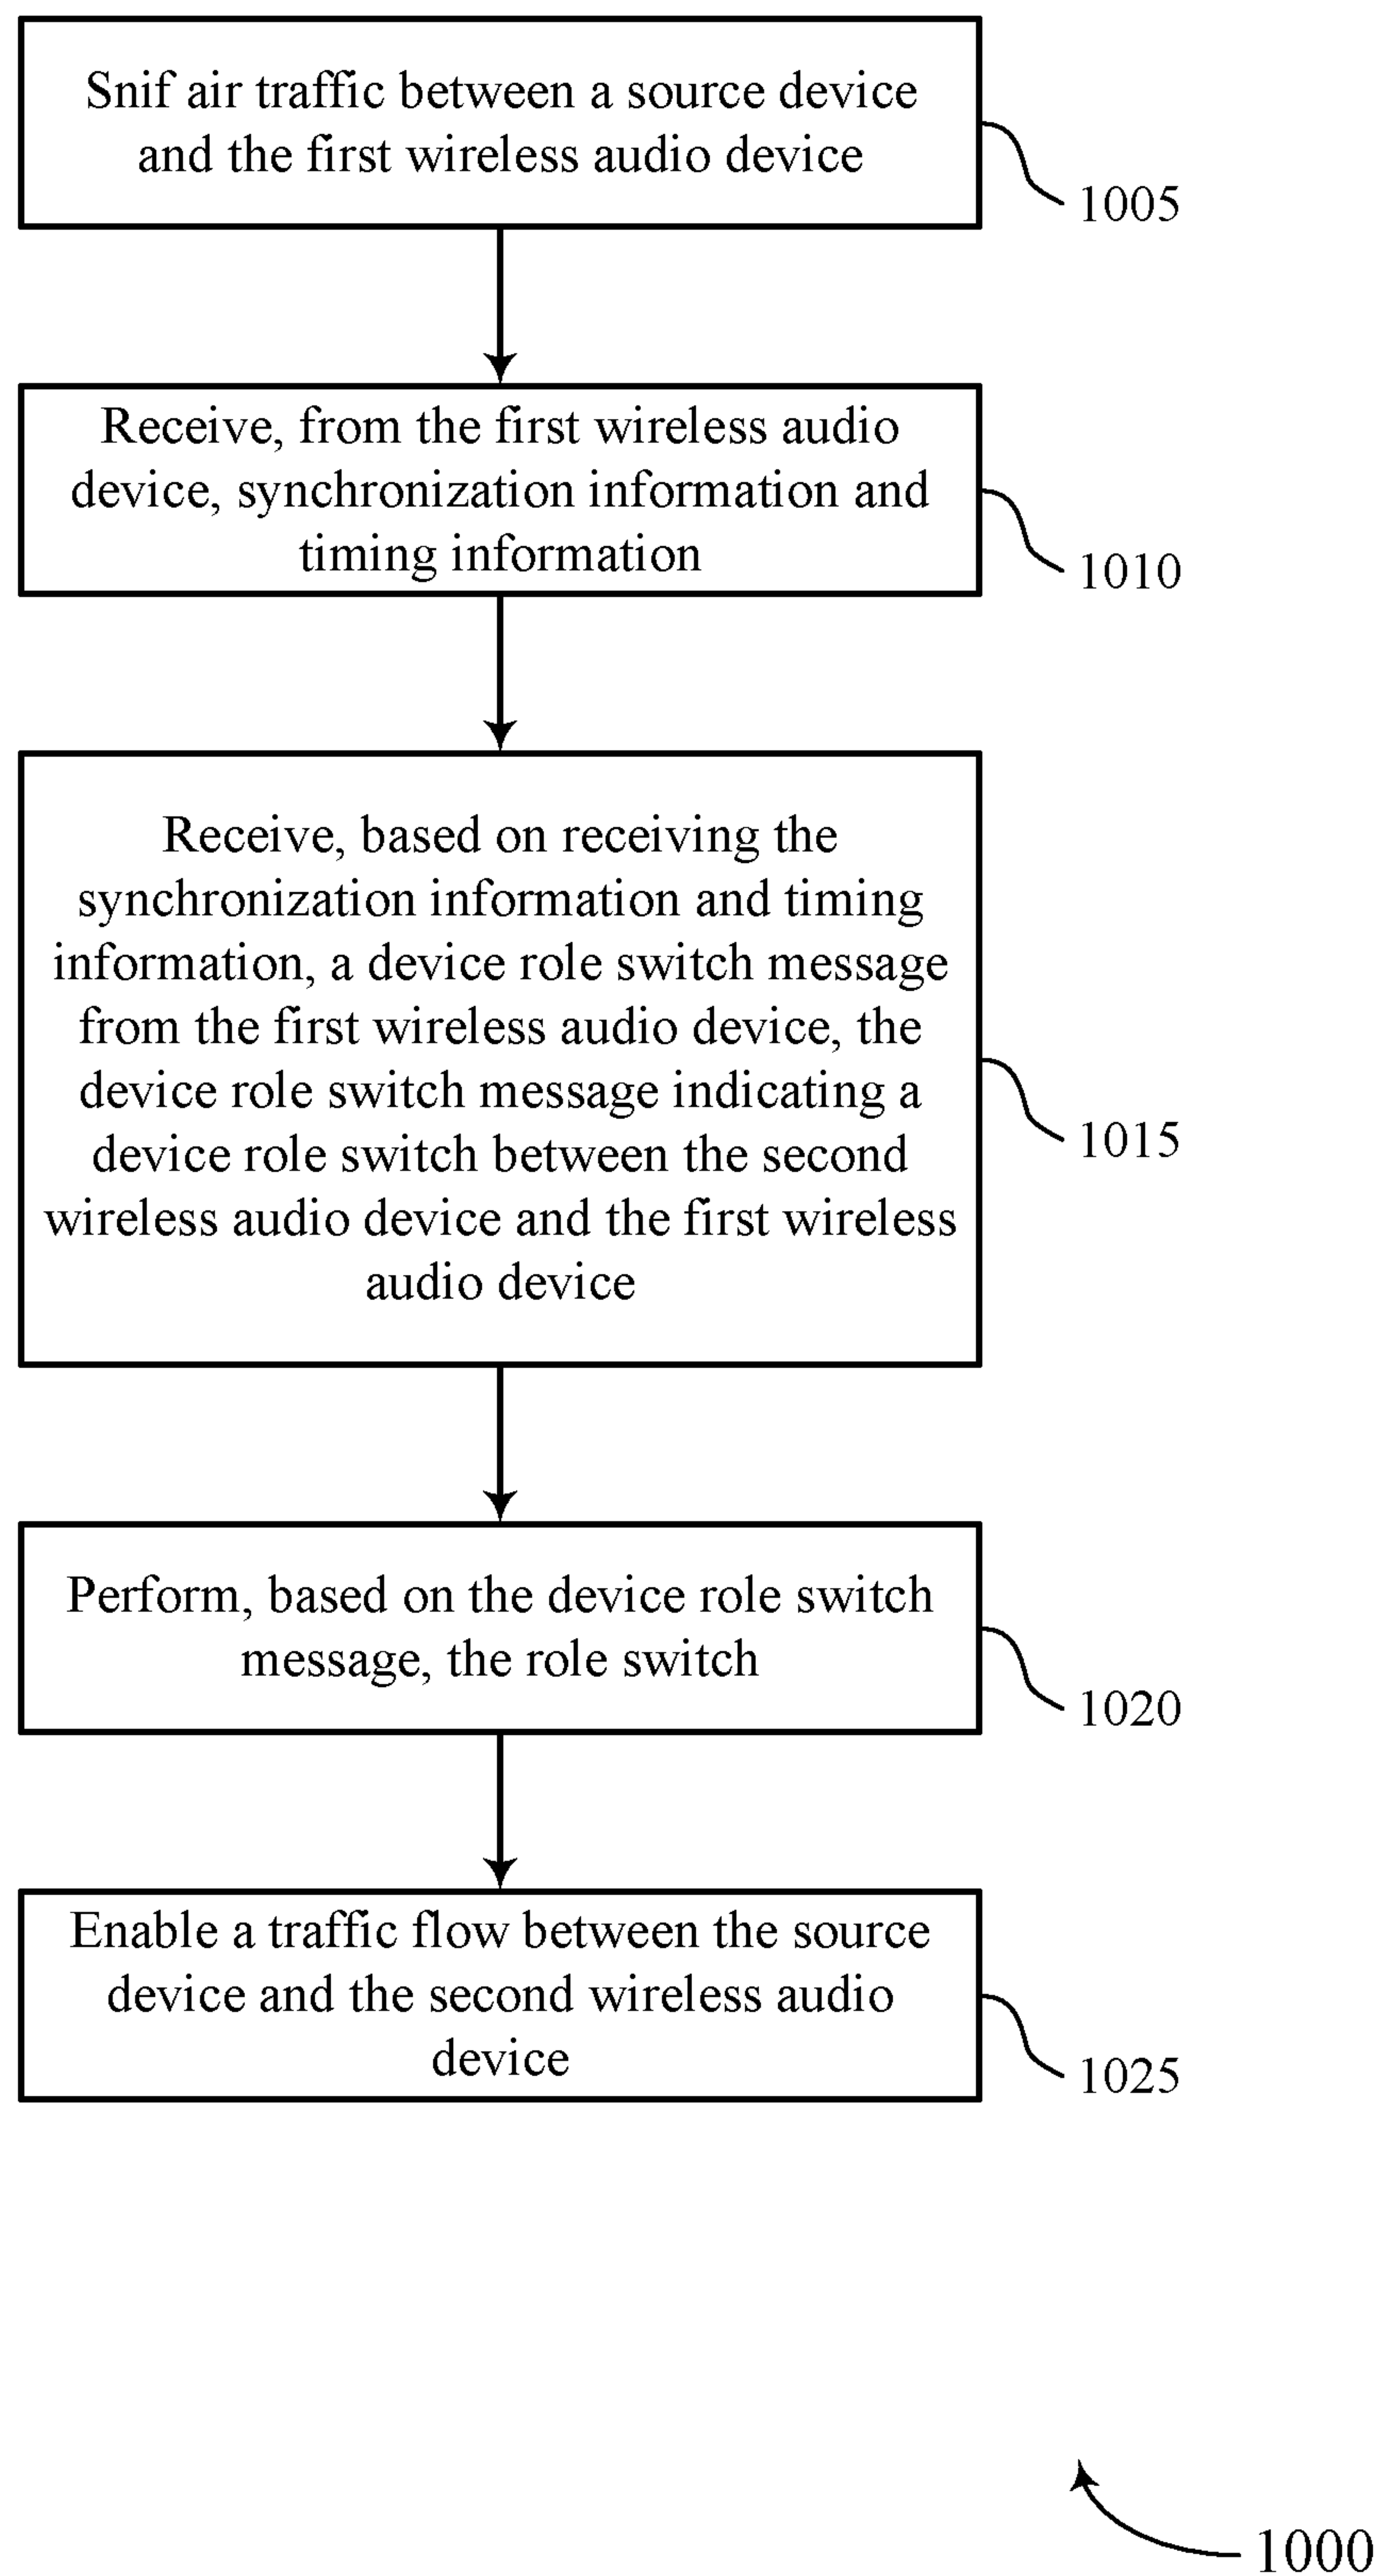 Snif air traffic between a source device
and the first wireless audio device
1005
Receive, from the first wireless audio
device, synchronization information and
timing information
1010
Receive, based on receiving the
synchronization information and timing
information, a device role switch message
from the first wireless audio device, the
device role switch message indicating a
device role switch between the second
wireless audio device and the first wireless
audio device
1015
Perform, based on the device role switch
message, the role switch
1020
Enable a traffic flow between the source
device and the second wireless audio
device
1025
1000